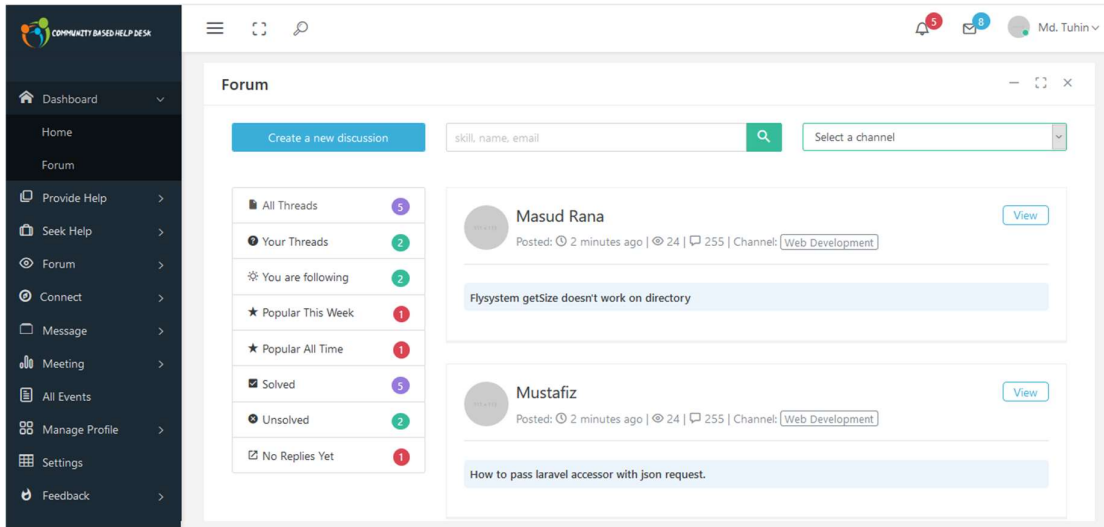 COMMUNITY BASED HELP DESK
5
8
Md. Tuhin
Dashboard
Home
Forum
Provide Help
Seek Help
Forum
Connect
Message
Meeting
All Events
Manage Profile
Settings
Feedback
Forum
Create a new discussion
skill, name, email
Select a channel
All Threads 5
Your Threads 2
You are following 2
Popular This Week 1
Popular All Time 1
Solved 5
Unsolved 2
No Replies Yet 1
Masud Rana
View
Posted: 2 minutes ago | 24 | 255 | Channel: Web Development
Flysystem getSize doesn't work on directory
Mustafiz
View
Posted: 2 minutes ago | 24 | 255 | Channel: Web Development
How to pass laravel accessor with json request.